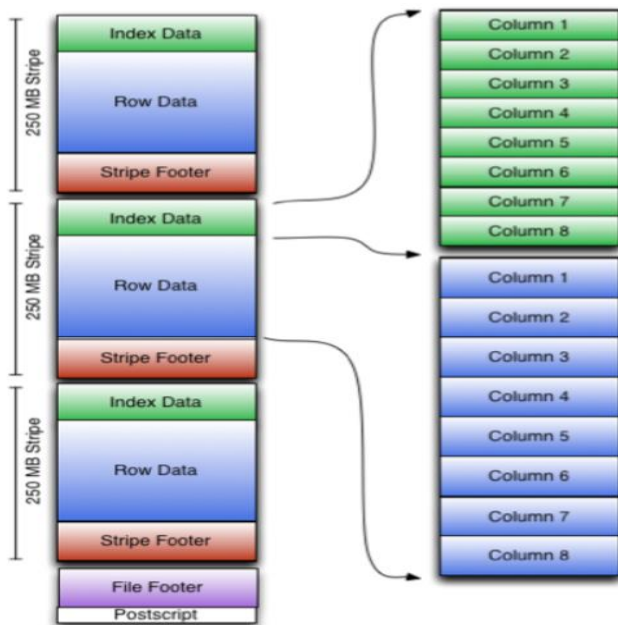 250 MB Stripe
Index Data
Row Data
Stripe Footer
250 MB Stripe
Index Data
Row Data
Stripe Footer
250 MB Stripe
Index Data
Row Data
Stripe Footer
File Footer
Postscript
Column 1
Column 2
Column 3
Column 4
Column 5
Column 6
Column 7
Column 8
Column 1
Column 2
Column 3
Column 4
Column 5
Column 6
Column 7
Column 8